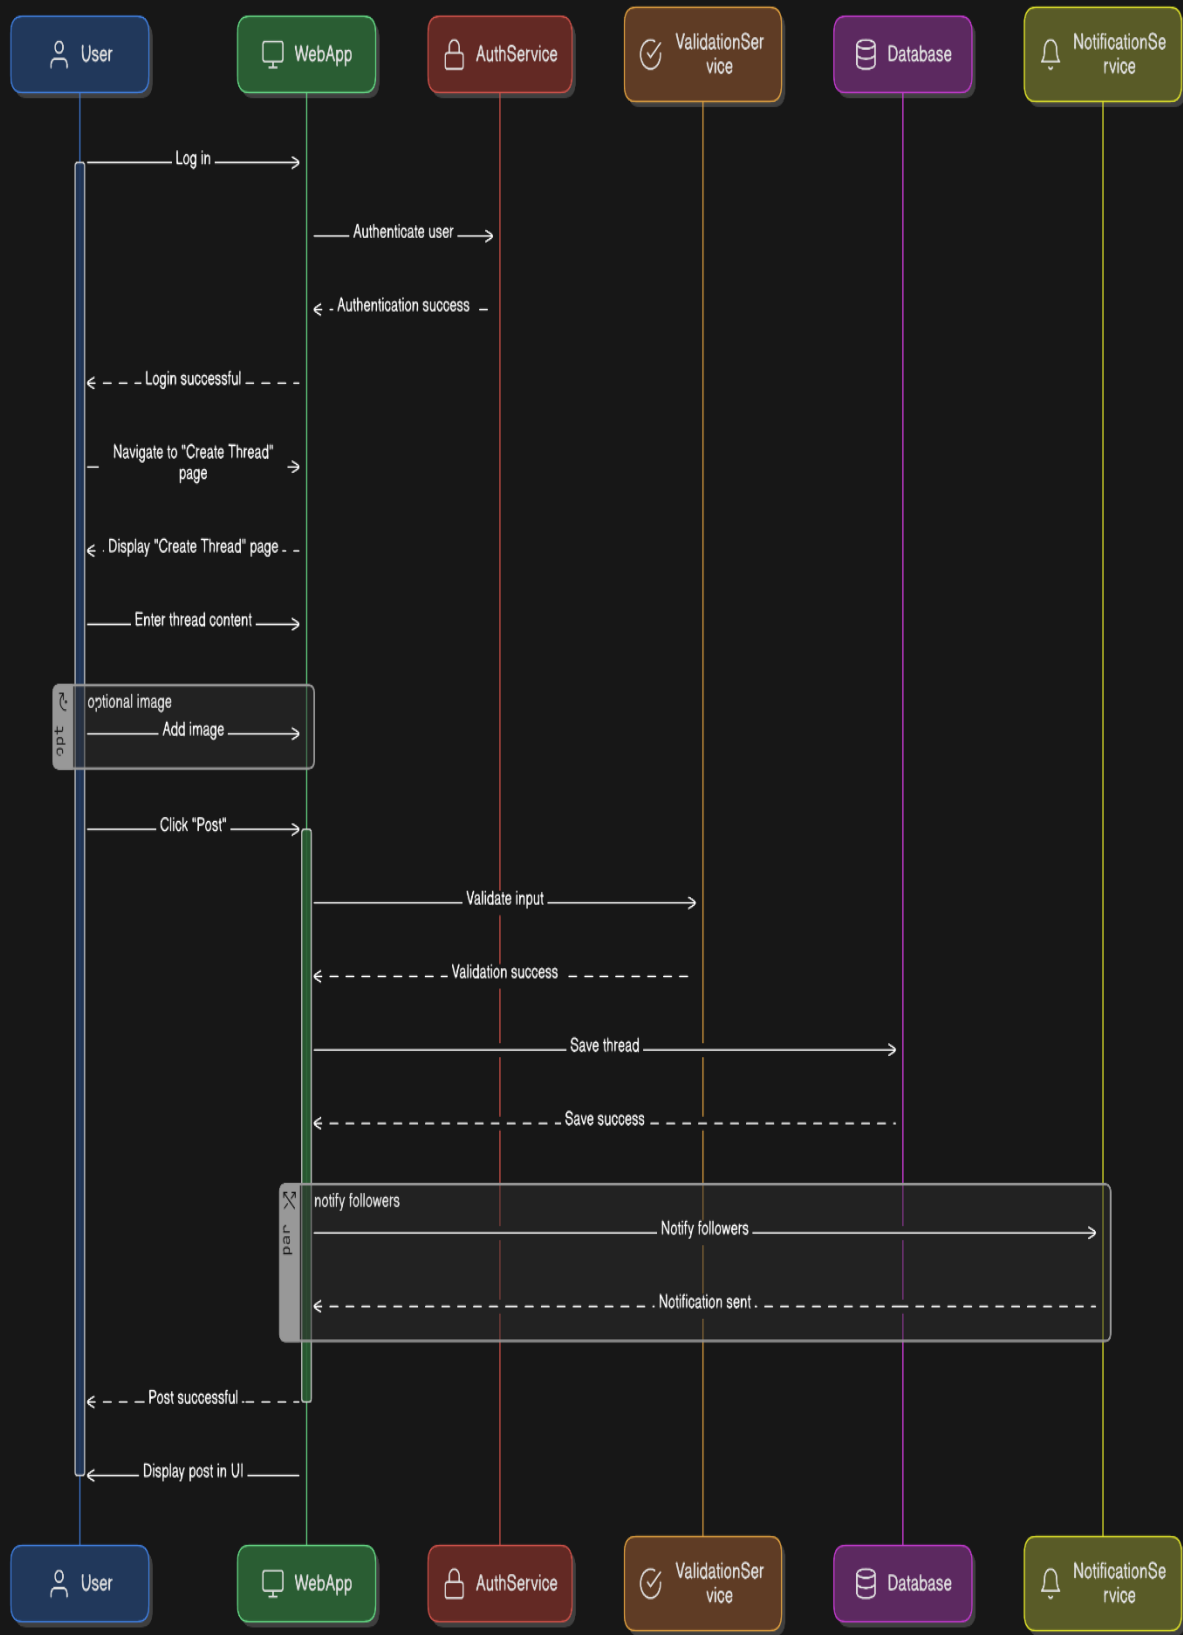 User
WebApp
AuthService
ValidationSer
vice
Database
NotificationSe
rvice
Log in
Authenticate user
Authentication success
Login successful
Navigate to "Create Thread"
page
Display "Create Thread" page
Enter thread content
opt
optional image
Add image
Click "Post"
Validate input
Validation success
Save thread
Save success
par
notify followers
Notify followers
Notification sent
Post successful
Display post in UI
User
WebApp
AuthService
ValidationSer
vice
Database
NotificationSe
rvice